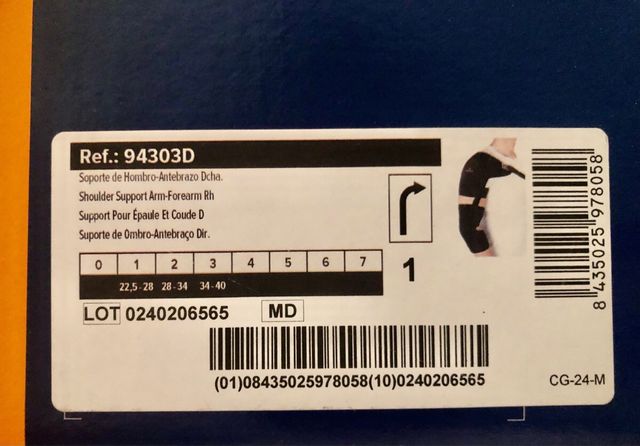 Ref.: 94303D
Soporte de Hombro-Antebrazo Dcha.
Shoulder Support Arm-Forearm Rh
Support Pour Épaule Et Coude D
Suporte de Ombro-Antebraço Dir.
0 1 2 3 4 5 6 7
22,5-28 28-34 34-40
1
LOT 0240206565 MD
(01)08435025978058(10)0240206565
8 435025 978058
CG-24-M